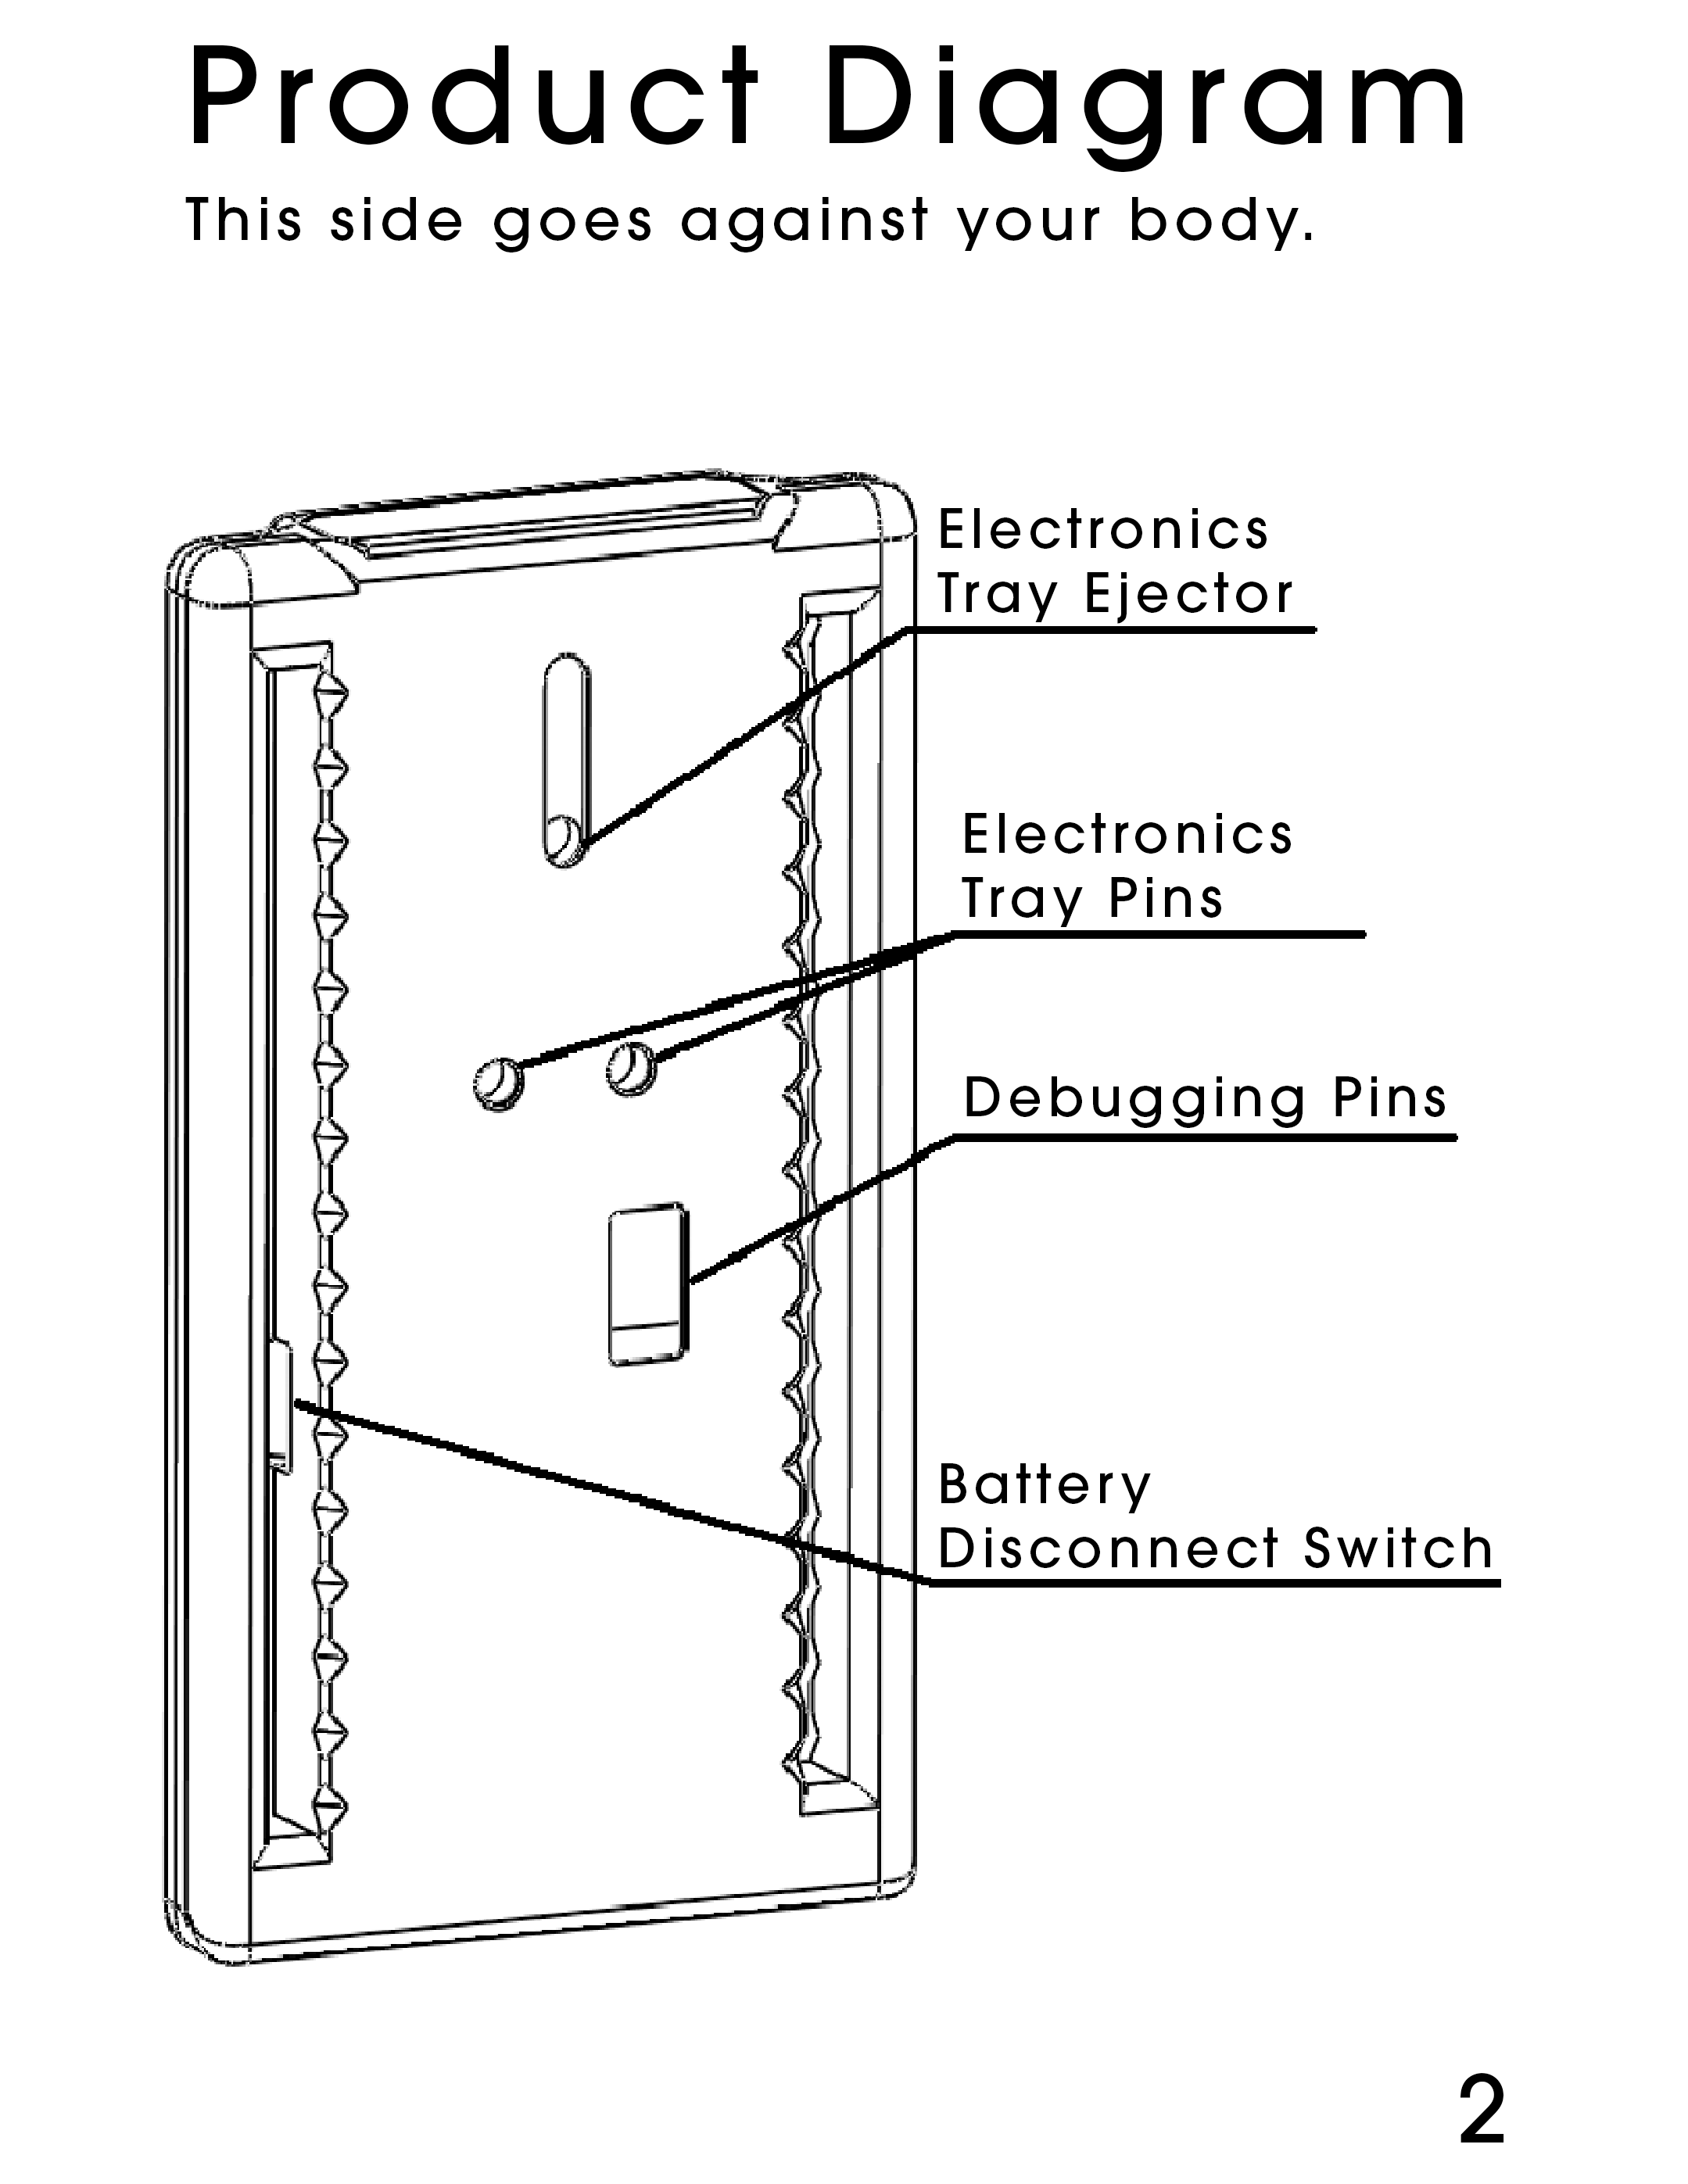 Product Diagram
This side goes against your body.
Electronics
Tray Ejector
Electronics
Tray Pins
Debugging Pins
Battery
Disconnect Switch
2